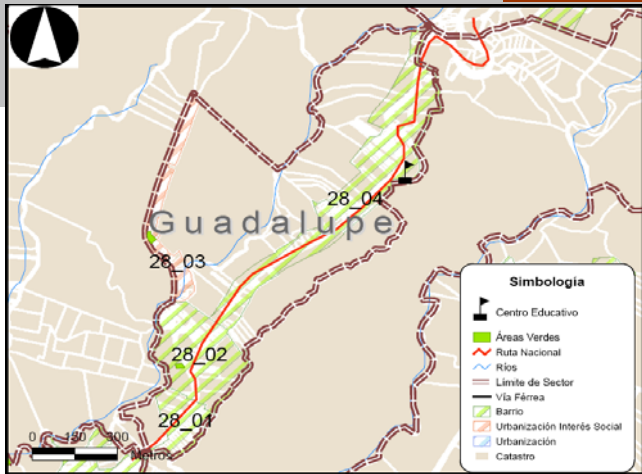 28_04
Guadalupe
28_03
28_02
28_01
0 150 300
Metros
Simbología
Centro Educativo
Áreas Verdes
Ruta Nacional
Ríos
Límite de Sector
Vía Férrea
Barrio
Urbanización Interés Social
Urbanización
Catastro